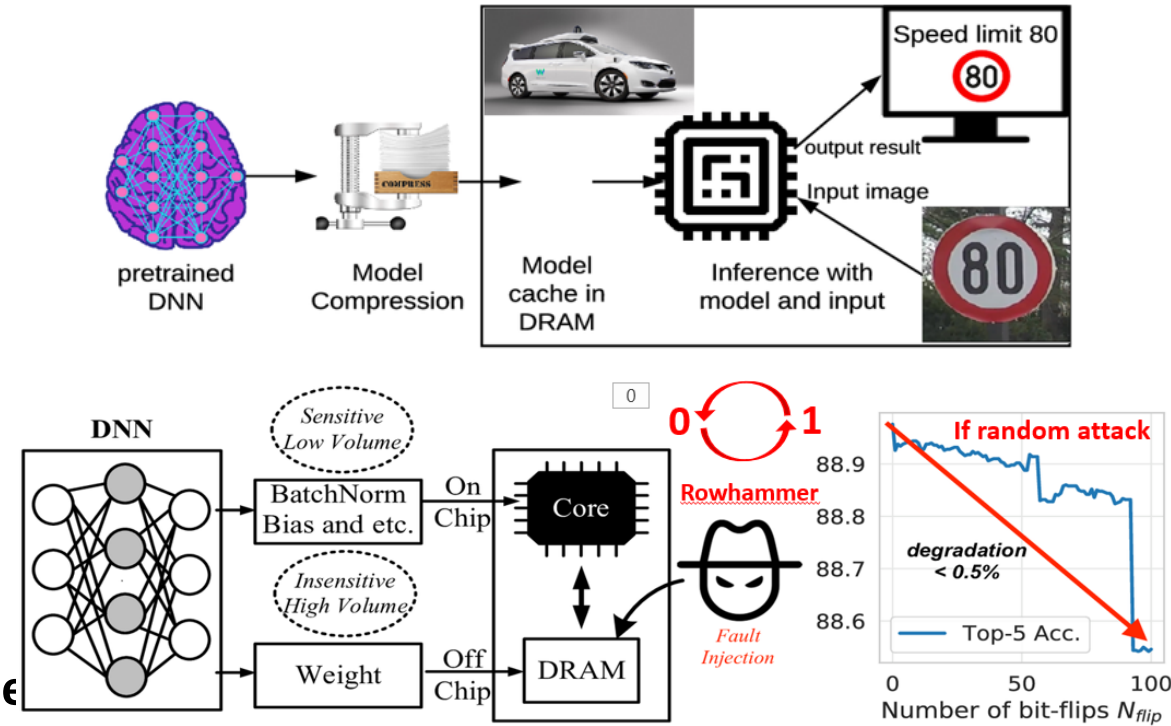 Speed limit 80
80
output result
Input image
80
COMPRESS
pretrained
DNN
Model
Compression
Model
cache in
DRAM
Inference with
model and input
DNN
Sensitive
Low Volume
BatchNorm
Bias and etc.
On
Chip
Core
Insensitive
High Volume
Weight
Off
Chip
DRAM
0
0 1
Rowhammer
Fault
Injection
If random attack
88.9
88.8
88.7
88.6
degradation
< 0.5%
Top-5 Acc.
0 50 100
Number of bit-flips N_flip
e